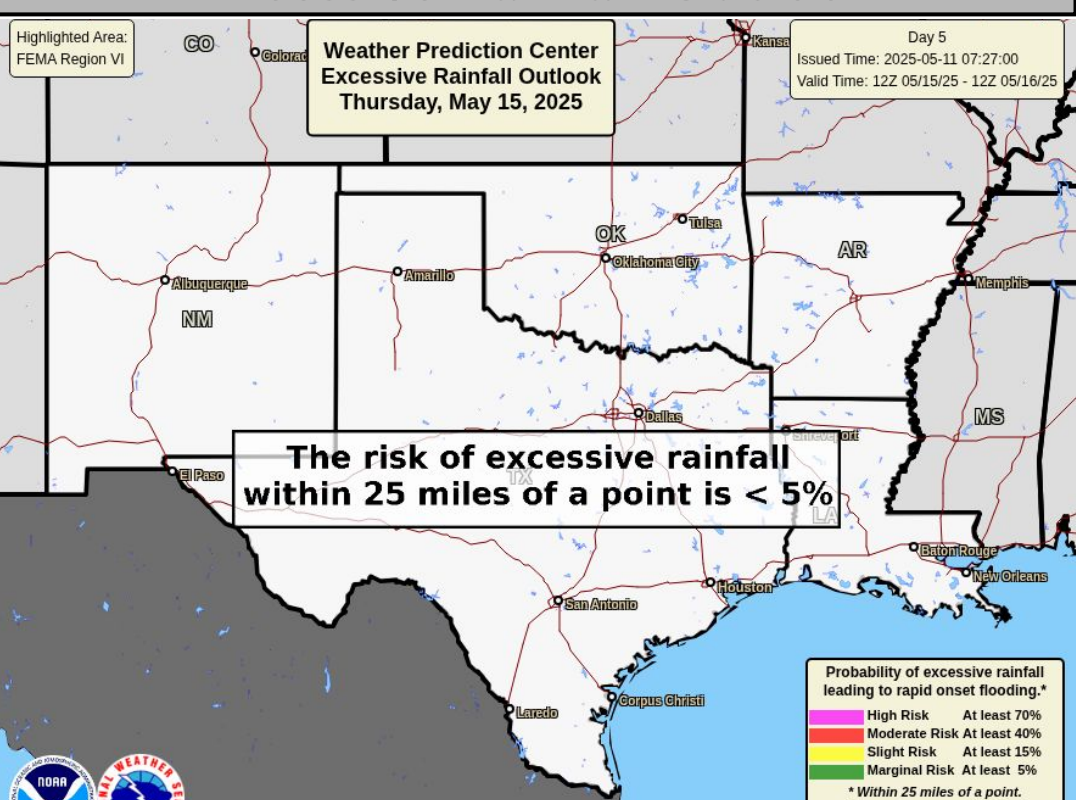 Highlighted Area:
FEMA Region VI
Weather Prediction Center
Excessive Rainfall Outlook
Thursday, May 15, 2025
Day 5
Issued Time: 2025-05-11 07:27:00
Valid Time: 12Z 05/15/25 - 12Z 05/16/25
CO
Colorad
Kansa
OK
Tulsa
Oklahoma City
AR
Albuquerque
Amarillo
Memphis
NM
Dallas
MS
Shreveport
The risk of excessive rainfall
within 25 miles of a point is < 5%
TX
El Paso
LA
Baton Rouge
New Orleans
Houston
San Antonio
Corpus Christi
Laredo
Probability of excessive rainfall
leading to rapid onset flooding.*
High Risk At least 70%
Moderate Risk At least 40%
Slight Risk At least 15%
Marginal Risk At least 5%
* Within 25 miles of a point.
NOAA
WEATHER